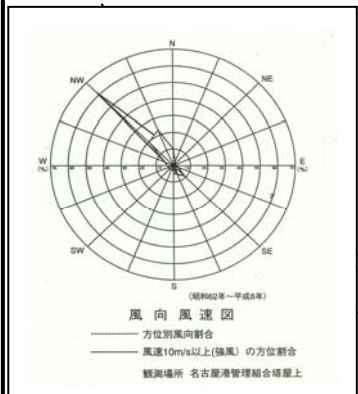 N
NW
NE
W
(%)
E
(%)
SW
SE
S
(昭和62年～平成8年)
風向風速図
方位別風向割合
風速10m/s以上(強風)の方位割合
観測場所 名古屋港管理組合垣屋上